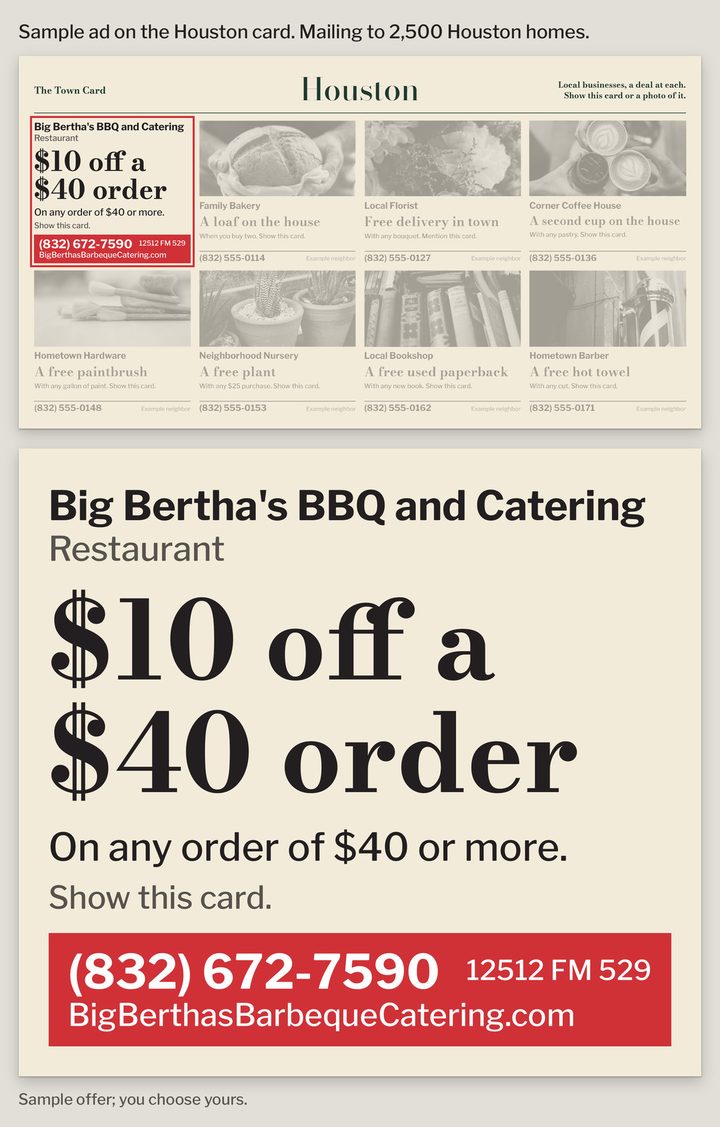 Sample ad on the Houston card. Mailing to 2,500 Houston homes.
The Town Card
Houston
Local businesses, a deal at each.
Show this card or a photo of it.
Big Bertha's BBQ and Catering
Restaurant
$10 off a
$40 order
On any order of $40 or more.
Show this card.
(832) 672-7590 12512 FM 529
BigBerthasBarbequeCatering.com
Family Bakery
A loaf on the house
When you buy two. Show this card.
(832) 555-0114 Example neighbor
Local Florist
Free delivery in town
With any bouquet. Mention this card.
(832) 555-0127 Example neighbor
Corner Coffee House
A second cup on the house
With any pastry. Show this card.
(832) 555-0136 Example neighbor
Hometown Hardware
A free paintbrush
With any gallon of paint. Show this card.
(832) 555-0148 Example neighbor
Neighborhood Nursery
A free plant
With any $25 purchase. Show this card.
(832) 555-0153 Example neighbor
Local Bookshop
A free used paperback
With any new book. Show this card.
(832) 555-0162 Example neighbor
Hometown Barber
A free hot towel
With any cut. Show this card.
(832) 555-0171 Example neighbor
Big Bertha's BBQ and Catering
Restaurant
$10 off a
$40 order
On any order of $40 or more.
Show this card.
(832) 672-7590 12512 FM 529
BigBerthasBarbequeCatering.com
Sample offer; you choose yours.